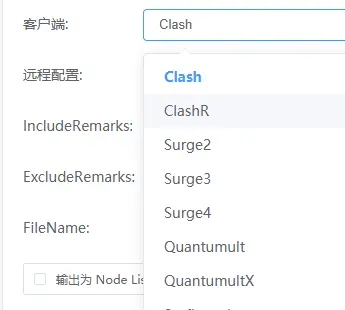 客户端:
Clash
远程配置:
Clash
ClashR
IncludeRemarks:
Surge2
ExcludeRemarks:
Surge3
Surge4
FileName:
Quantumult
输出为 Node Lis
QuantumultX